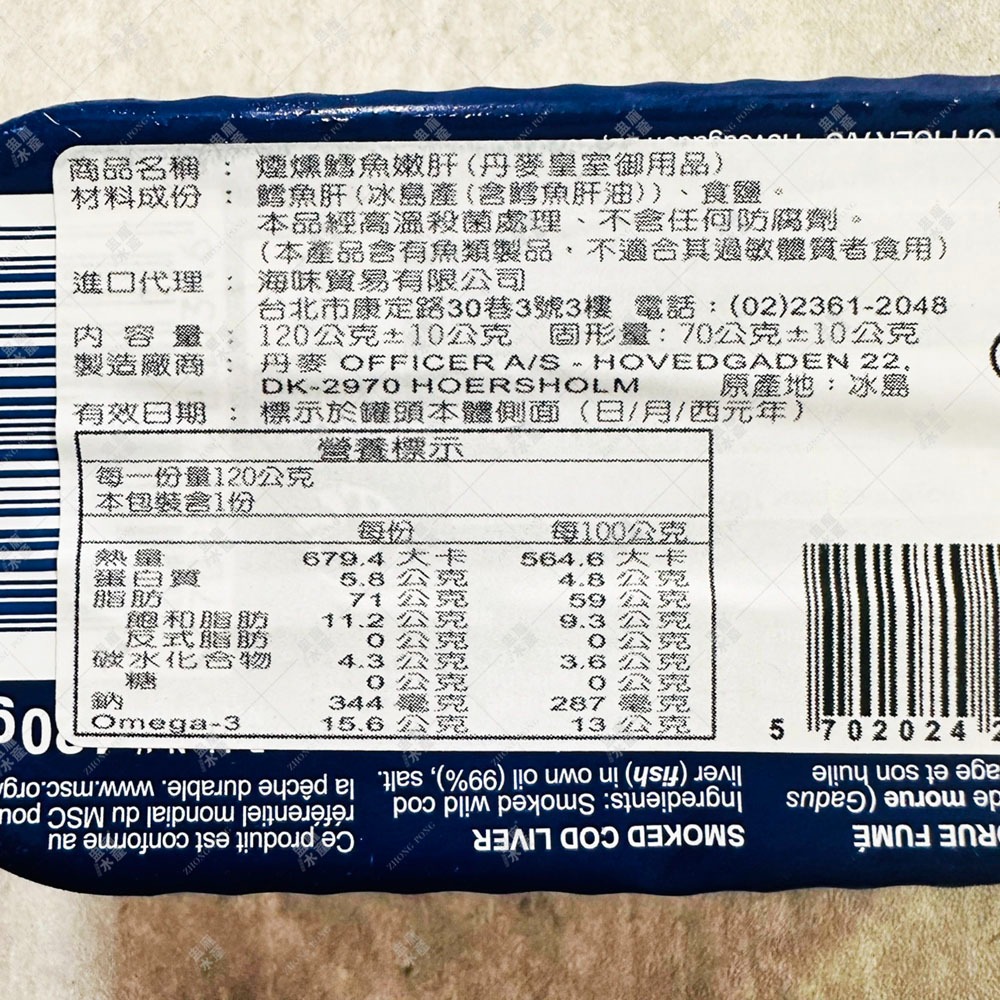 商品名稱：煙燻鱈魚嫩肝(丹麥皇室御用品)
材料成份：鱈魚肝(冰島產(含鱈魚肝油))、食鹽。
本品經高溫殺菌處理、不含任何防腐劑。
(本產品含有魚類製品、不適合其過敏體質者食用)
進口代理：海味貿易有限公司
台北市康定路30巷3號3樓 電話：(02)2361-2048
內容量：120公克±10公克 固形量：70公克±10公克
製造廠商：丹麥 OFFICER A/S - HOVEDGADEN 22,
DK-2970 HOERSHOLM 原產地：冰島
有效日期：標示於罐頭本體側面（日/月/西元年）
營養標示
每一份量120公克
本包裝含1份
每份 每100公克
熱量 679.4 大卡 564.6 大卡
蛋白質 5.8 公克 4.8 公克
脂肪 71 公克 59 公克
飽和脂肪 11.2 公克 9.3 公克
反式脂肪 0 公克 0 公克
碳水化合物 4.3 公克 3.6 公克
糖 0 公克 0 公克
鈉 344 毫克 287 毫克
Omega-3 15.6 公克 13 公克
5 702024 2
SMOKED COD LIVER
Ingredients: Smoked wild cod
liver (fish) in own oil (99%), salt.
Ce produit est conforme au
référentiel mondial du MSC pour
la pêche durable. www.msc.org
RUE FUMÉ
de morue (Gadus
age et son huile